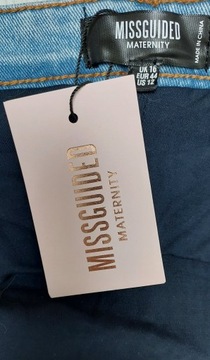 MISSGUIDED
MATERNITY
MADE IN CHINA
UK 16
EUR 44
US 12
MISSGUIDED
MATERNITY